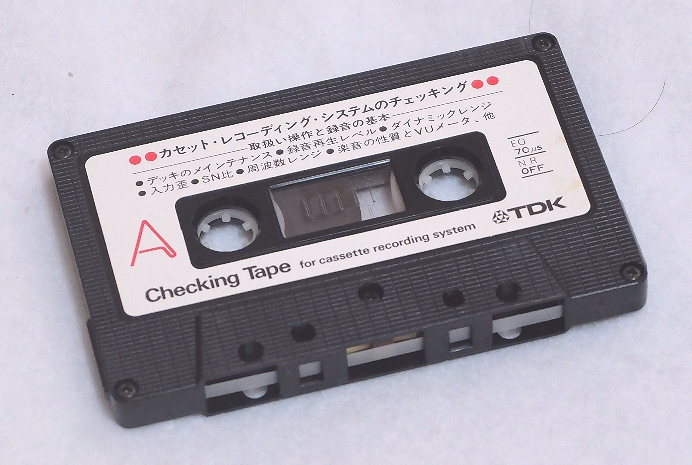 ●●カセット・レコーディング・システムのチェッキング●●
取扱い操作と録音の基本
●デッキのメインテナンス●録音再生レベル●ダイナミックレンジ
●入力歪●SN比●周波数レンジ●楽音の性質とVUメータ・他
EQ
70μs
N.R
OFF
A
TDK
Checking Tape for cassette recording system